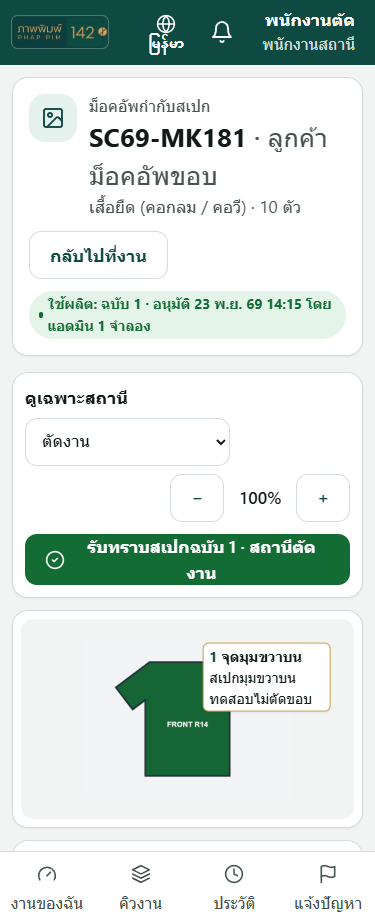 ภาพพิมพ์
PHAP PIM
142
မြန်မာ
พนักงานตัด
พนักงานสถานี
ม็อคอัพกำกับสเปก
SC69-MK181 · ลูกค้า
ม็อคอัพขอบ
เสื้อยืด (คอกลม / คอวี) · 10 ตัว
กลับไปที่งาน
ใช้ผลิต: ฉบับ 1 · อนุมัติ 23 พ.ย. 69 14:15 โดย
แอดมิน 1 จำลอง
ดูเฉพาะสถานี
ตัดงาน
− 100% +
รับทราบสเปกฉบับ 1 · สถานีตัด
งาน
1 จุดมุมขวาบน
สเปกมุมขวาบน
ทดสอบไม่ตัดขอบ
FRONT R14
งานของฉัน
คิวงาน
ประวัติ
แจ้งปัญหา